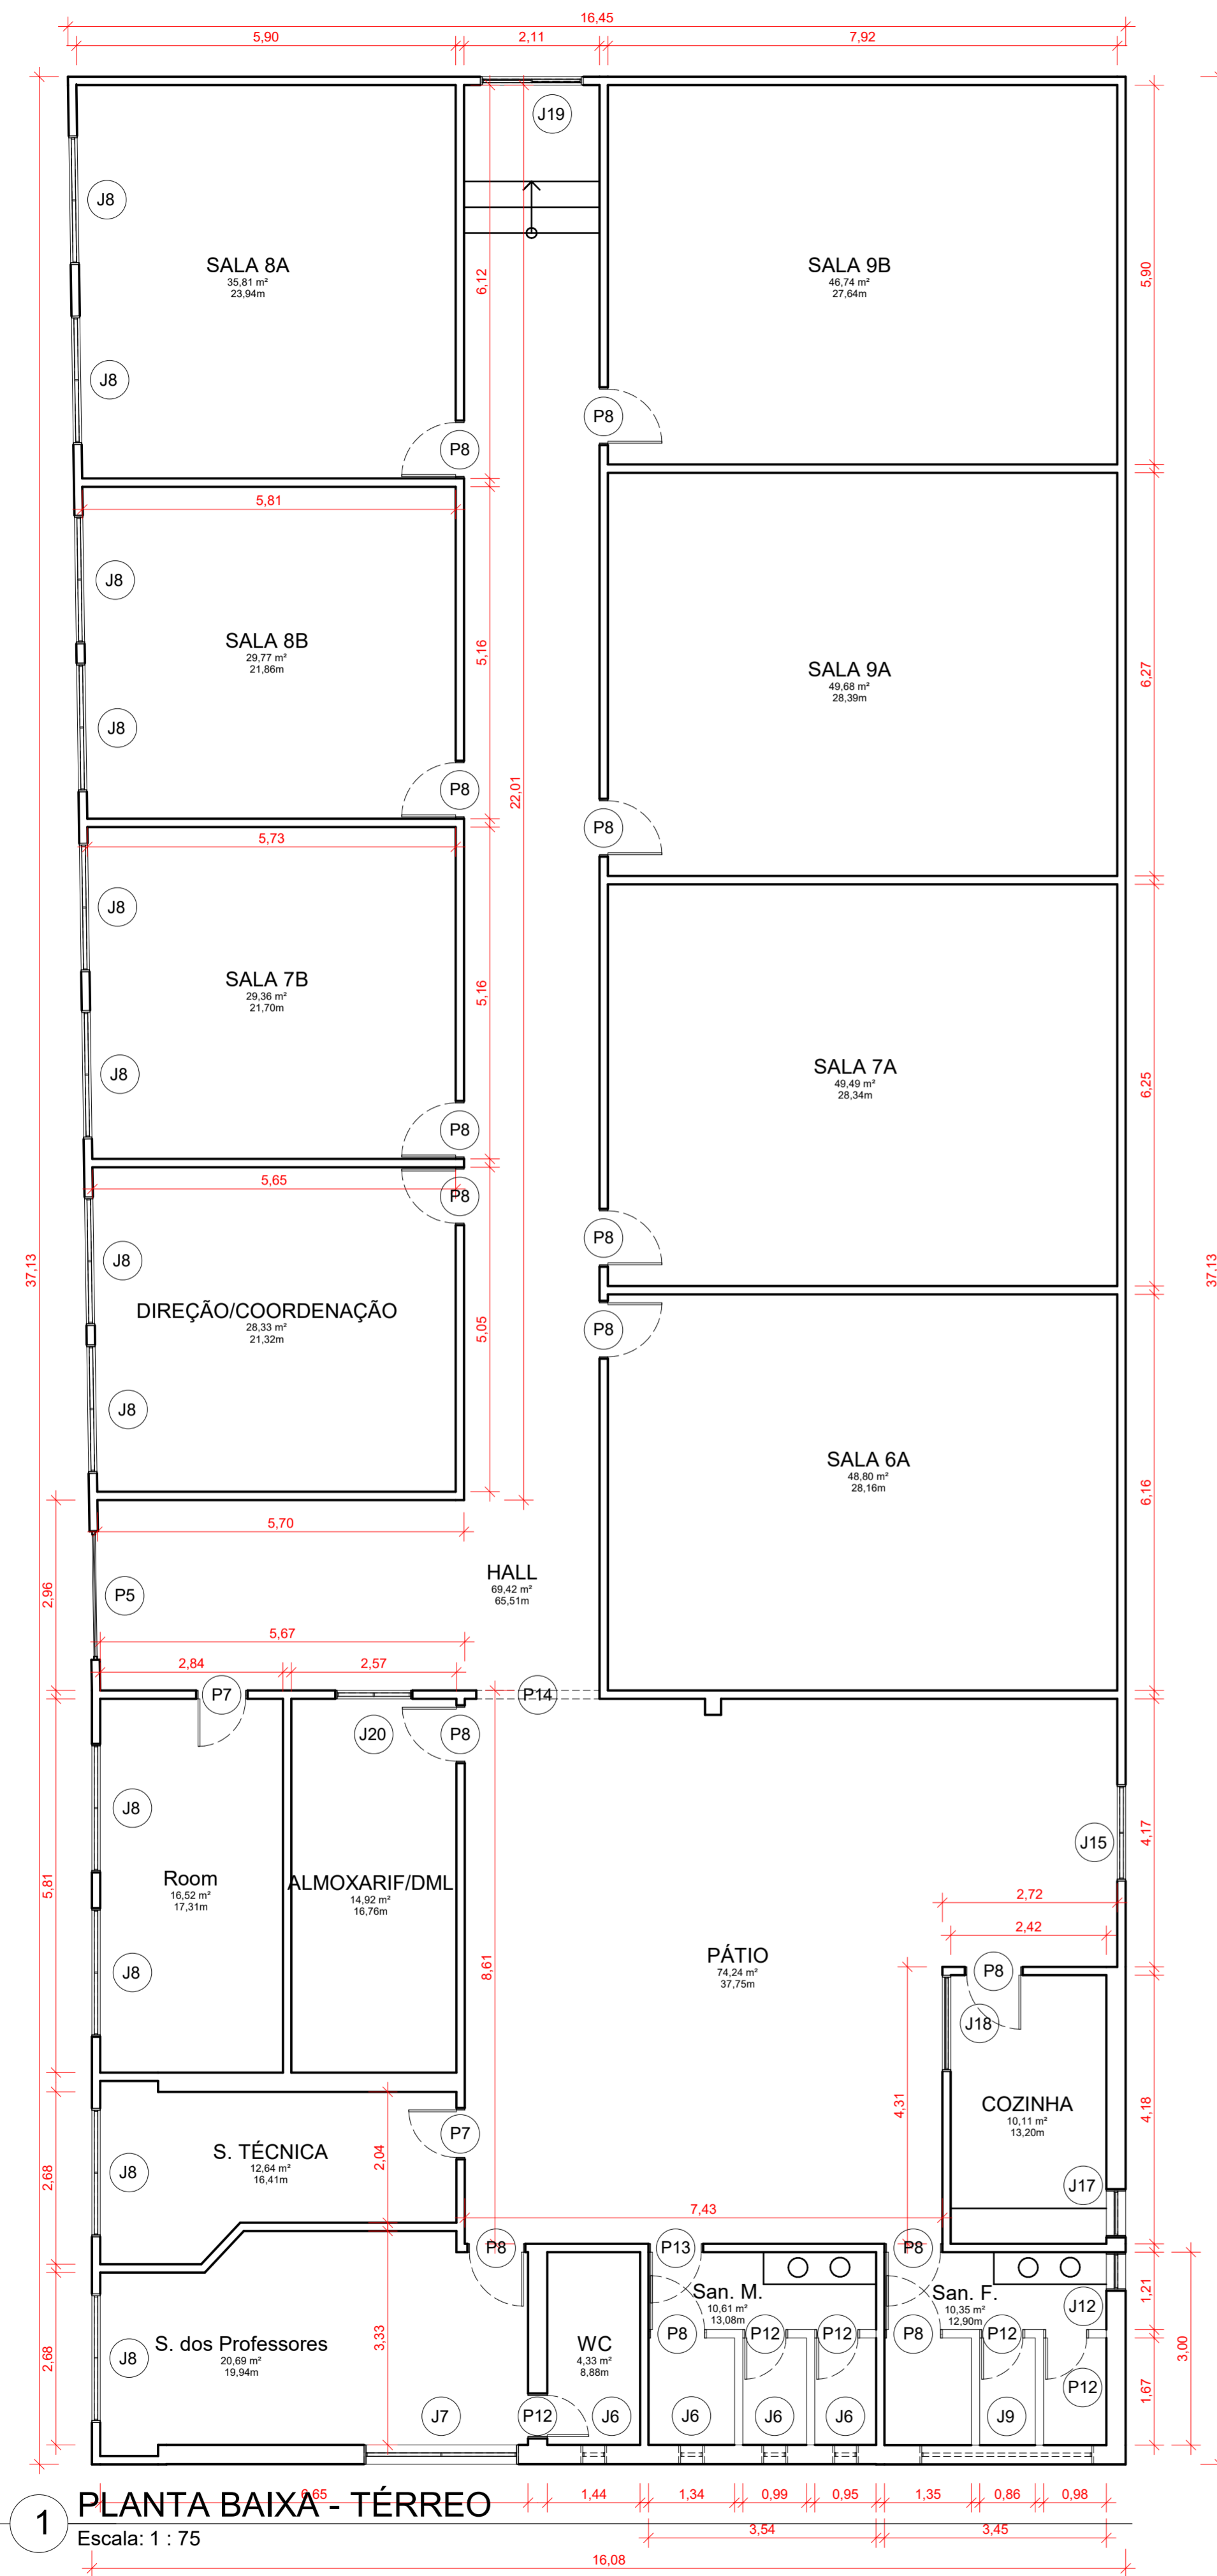 16,45
5,90
2,11
7,92
J19
J8
SALA 8A
35,81 m²
23,94m
6,12
SALA 9B
46,74 m²
27,64m
5,90
J8
P8
P8
5,81
J8
SALA 8B
29,77 m²
21,86m
5,16
SALA 9A
49,68 m²
28,39m
6,27
J8
P8
22,01
P8
5,73
J8
SALA 7B
29,36 m²
21,70m
5,16
SALA 7A
49,49 m²
28,34m
6,25
J8
P8
5,65
P8
P8
37,13
37,13
J8
DIREÇÃO/COORDENAÇÃO
28,33 m²
21,32m
5,05
P8
J8
SALA 6A
48,80 m²
28,16m
6,16
5,70
HALL
69,42 m²
65,51m
2,96
P5
5,67
2,84
2,57
P7
P14
J20
P8
J8
J15
4,17
Room
16,52 m²
17,31m
ALMOXARIF/DML
14,92 m²
16,76m
5,81
2,72
2,42
J8
8,61
PÁTIO
74,24 m²
37,75m
P8
J18
4,31
COZINHA
10,11 m²
13,20m
4,18
P7
S. TÉCNICA
12,64 m²
16,41m
2,04
J8
2,68
J17
7,43
P8
P13
P8
San. M.
10,61 m²
13,08m
San. F.
10,35 m²
12,90m
J12
1,21
P8
P12
P12
P8
P12
3,00
S. dos Professores
20,69 m²
19,94m
3,33
WC
4,33 m²
8,88m
J8
2,68
P12
1,67
J7
P12
J6
J6
J6
J6
J9
6,65
1,44
1,34
0,99
0,95
1,35
0,86
0,98
1
PLANTA BAIXA - TÉRREO
Escala: 1 : 75
3,54
3,45
16,08